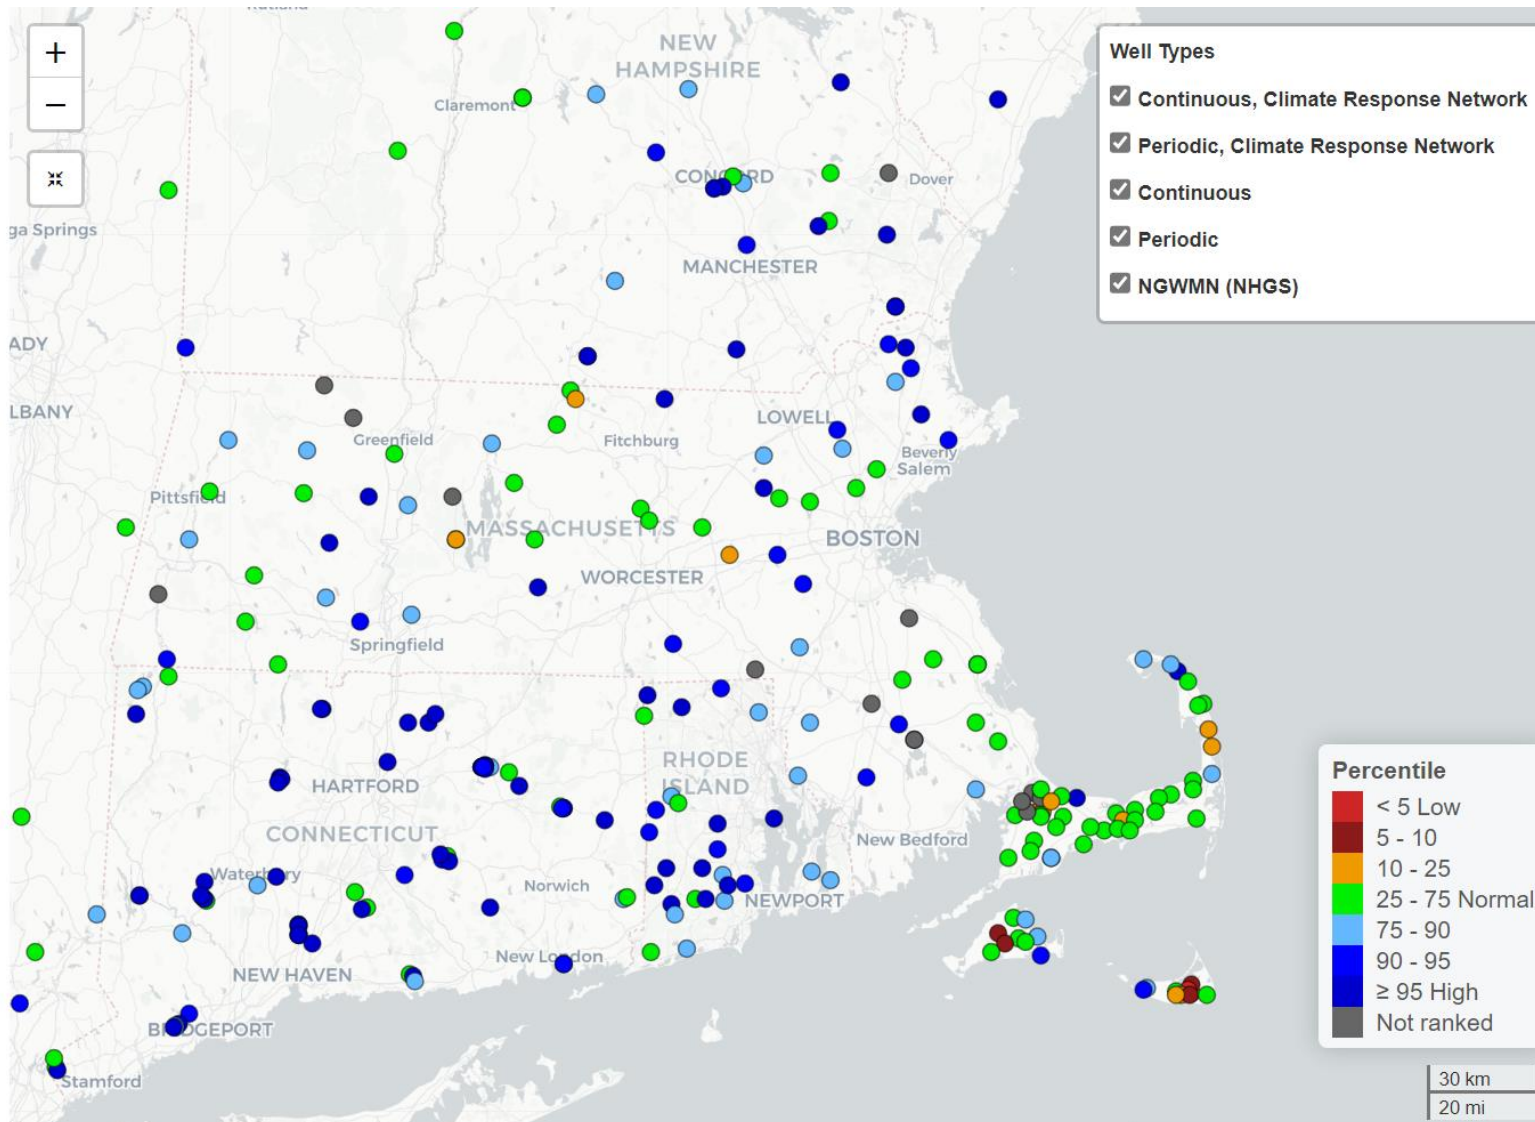 Rutland
+
−
NEW
HAMPSHIRE
Claremont
CONCORD
Dover
ga Springs
MANCHESTER
ADY
LBANY
LOWELL
Greenfield
Fitchburg
Beverly
Salem
Pittsfield
MASSACHUSETTS
BOSTON
WORCESTER
Springfield
RHODE
ISLAND
HARTFORD
CONNECTICUT
New Bedford
Waterbury
Norwich
NEWPORT
New London
NEW HAVEN
BRIDGEPORT
Stamford
Well Types
Continuous, Climate Response Network
Periodic, Climate Response Network
Continuous
Periodic
NGWMN (NHGS)
Percentile
< 5 Low
5 - 10
10 - 25
25 - 75 Normal
75 - 90
90 - 95
≥ 95 High
Not ranked
30 km
20 mi